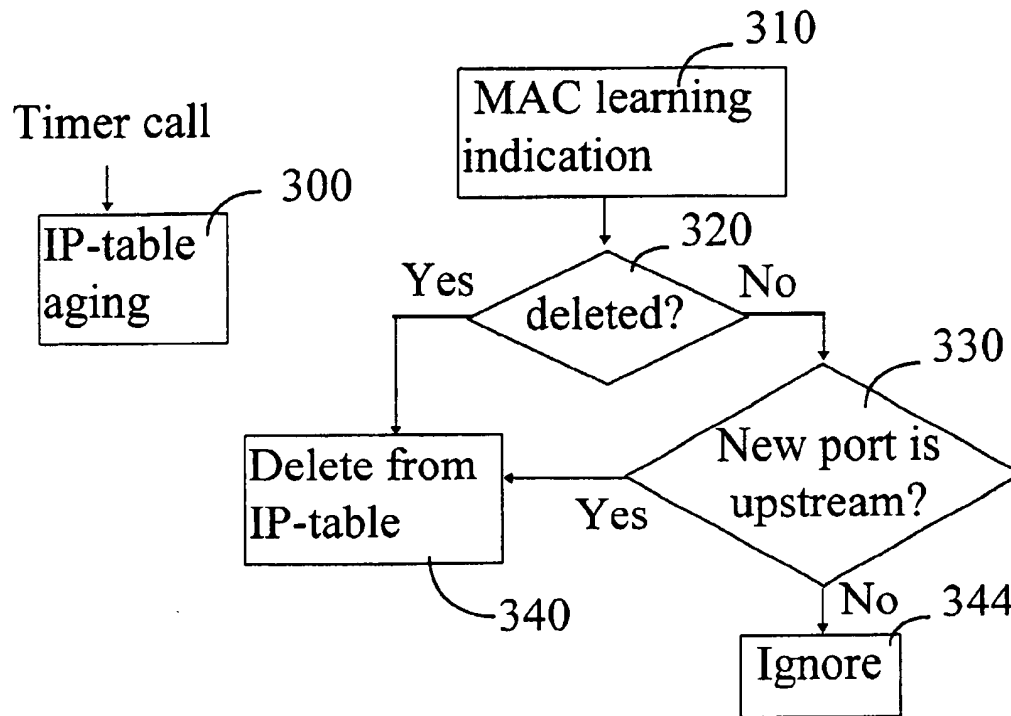 310
MAC learning
indication
Timer call
300
IP-table
aging
320
Yes
No
deleted?
330
New port is
upstream?
Delete from
IP-table
Yes
340
No
344
Ignore